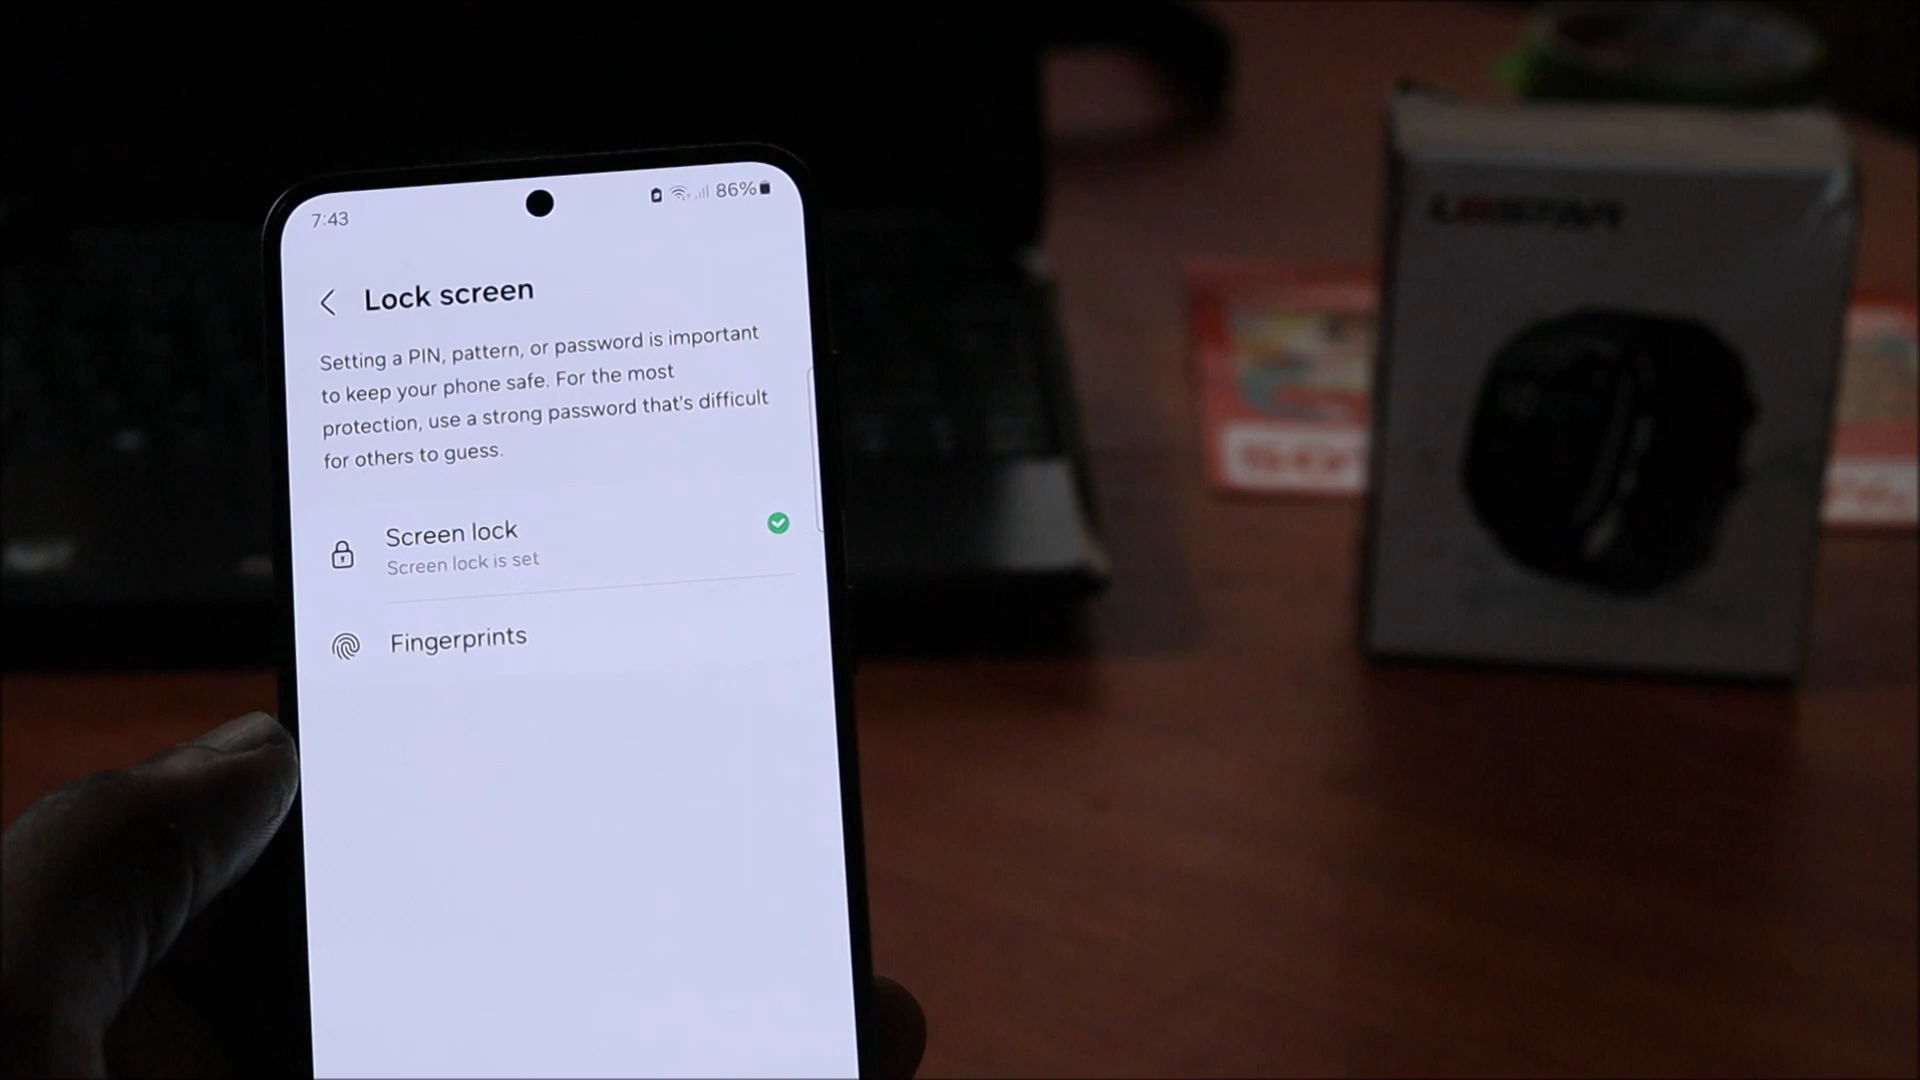 7:43
86%
Lock screen
Setting a PIN, pattern, or password is important
to keep your phone safe. For the most
protection, use a strong password that's difficult
for others to guess.
Screen lock
Screen lock is set
Fingerprints